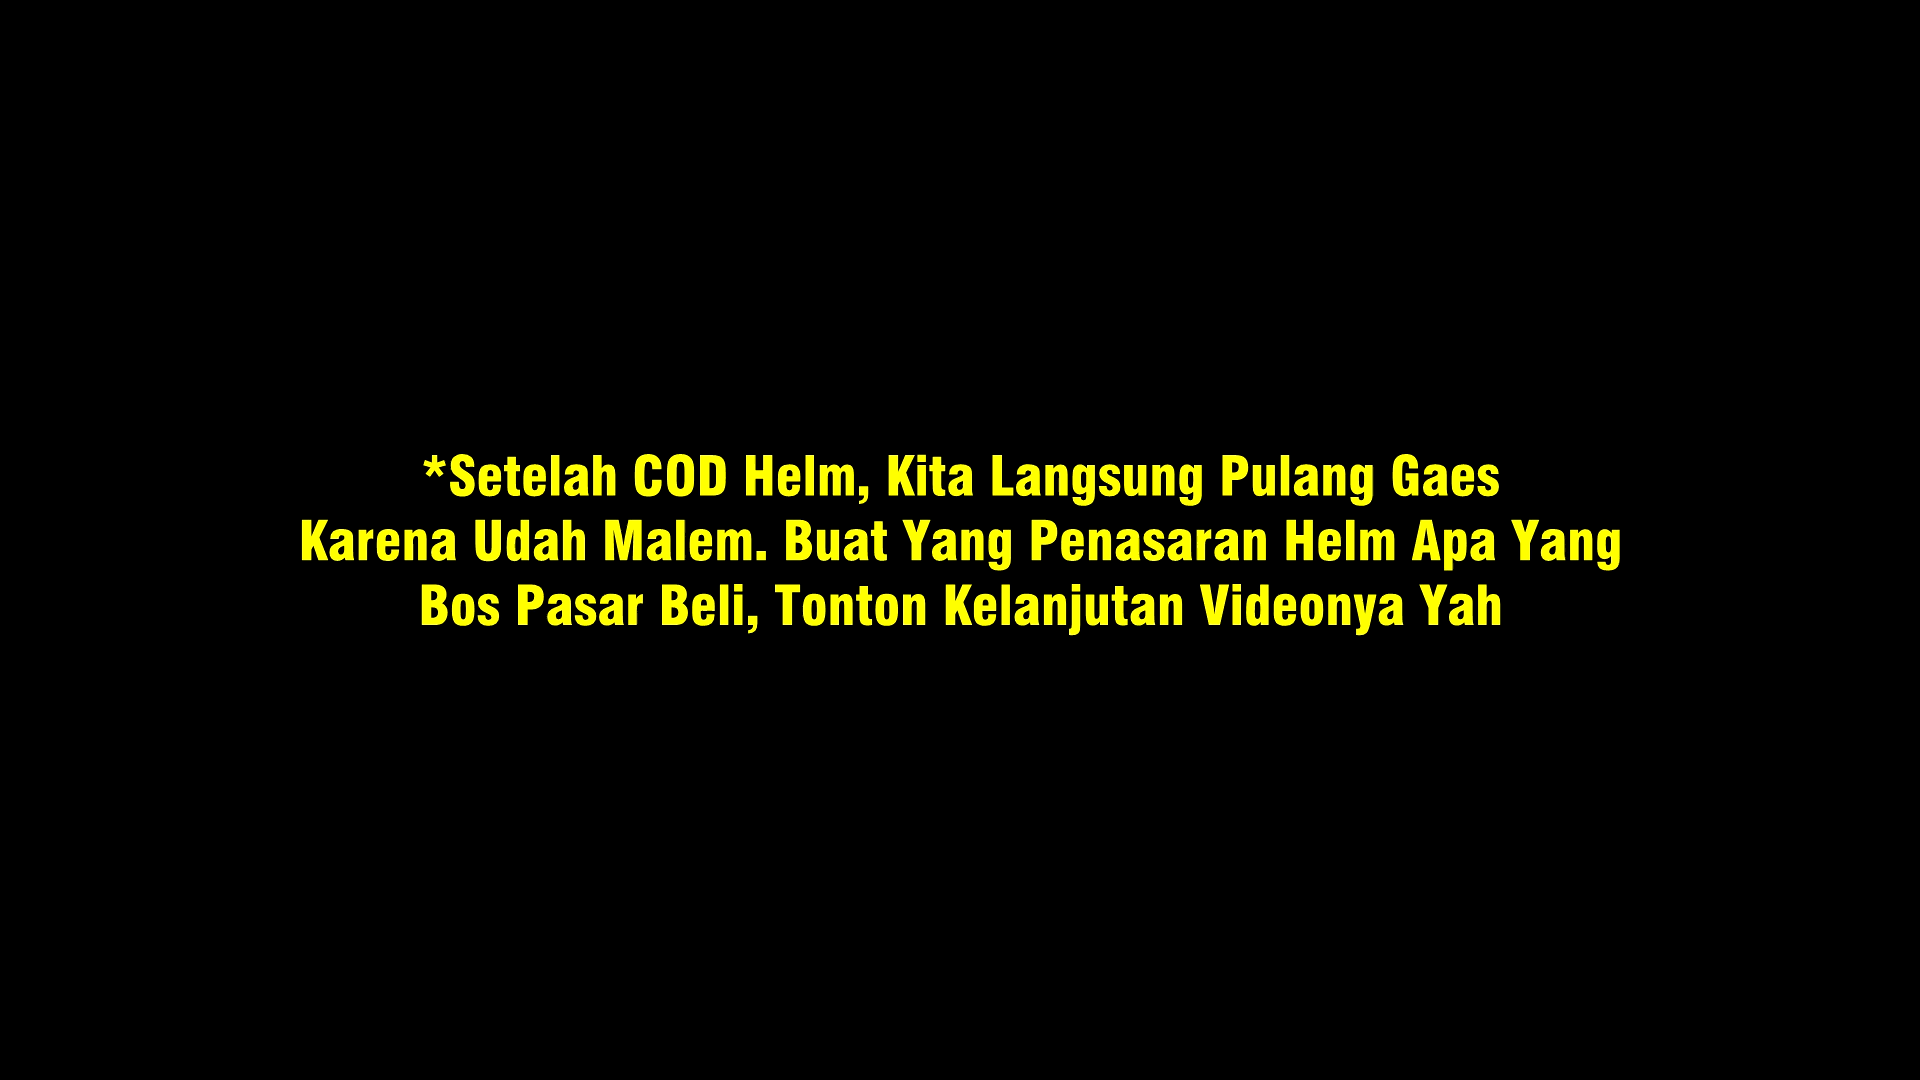 *Setelah COD Helm, Kita Langsung Pulang Gaes
Karena Udah Malem. Buat Yang Penasaran Helm Apa Yang
Bos Pasar Beli, Tonton Kelanjutan Videonya Yah